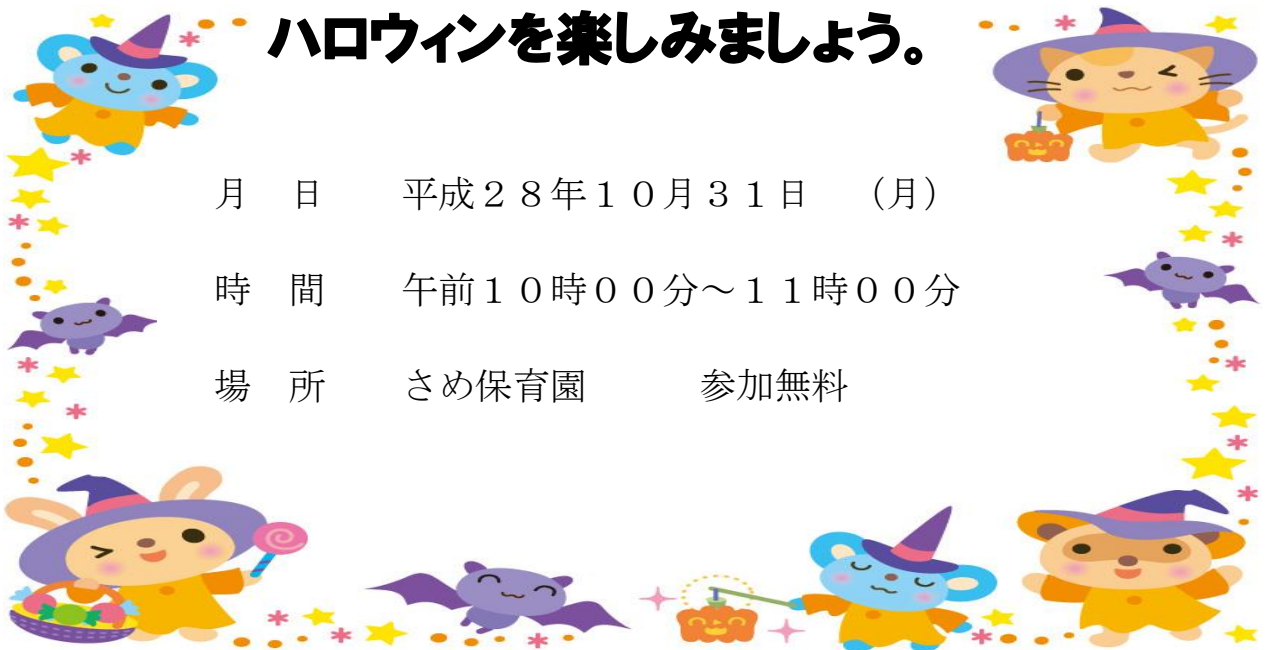 ハロウィンを楽しみましょう。
月　日　　平成２８年１０月３１日　（月）
時　間　　午前１０時００分～１１時００分
場　所　　さめ保育園　　　参加無料